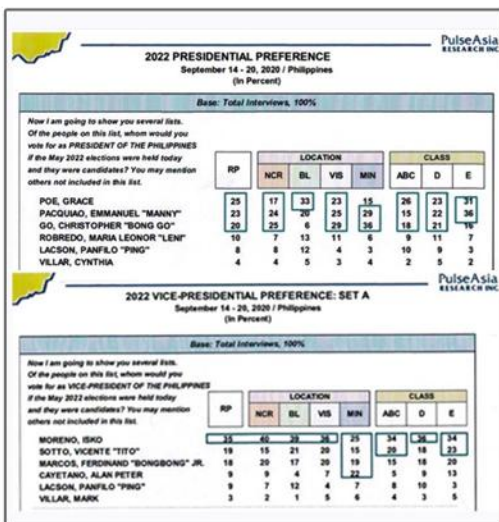 PulseAsia
RESEARCH INC
2022 PRESIDENTIAL PREFERENCE
September 14 - 20, 2020 / Philippines
(In Percent)
Base: Total Interviews, 100%
Now I am going to show you several lists.
Of the people on this list, whom would you
vote for as PRESIDENT OF THE PHILIPPINES
if the May 2022 elections were held today
and they were candidates? You may mention
others not included in this list.
RP LOCATION CLASS
NCR BL VIS MIN ABC D E
POE, GRACE 25 17 33 23 15 26 23 31
PACQUIAO, EMMANUEL "MANNY" 23 24 20 25 29 15 22 36
GO, CHRISTOPHER "BONG GO" 20 25 6 29 36 18 21 16
ROBREDO, MARIA LEONOR "LENI" 10 7 13 11 6 9 11 7
LACSON, PANFILO "PING" 8 8 12 4 3 10 9 3
VILLAR, CYNTHIA 4 4 5 3 4 2 5 2
PulseAsia
RESEARCH INC
2022 VICE-PRESIDENTIAL PREFERENCE: SET A
September 14 - 20, 2020 / Philippines
(In Percent)
Base: Total Interviews, 100%
Now I am going to show you several lists.
Of the people on this list, whom would you
vote for as VICE-PRESIDENT OF THE PHILIPPINES
if the May 2022 elections were held today
and they were candidates? You may mention
others not included in this list.
RP LOCATION CLASS
NCR BL VIS MIN ABC D E
MORENO, ISKO 35 40 39 36 25 34 36 34
SOTTO, VICENTE "TITO" 19 15 21 20 15 20 18 23
MARCOS, FERDINAND "BONGBONG" JR. 18 20 17 20 19 15 18 20
CAYETANO, ALAN PETER 9 9 4 7 22 5 9 13
LACSON, PANFILO "PING" 9 7 12 4 7 8 10 3
VILLAR, MARK 3 2 1 5 6 4 3 5